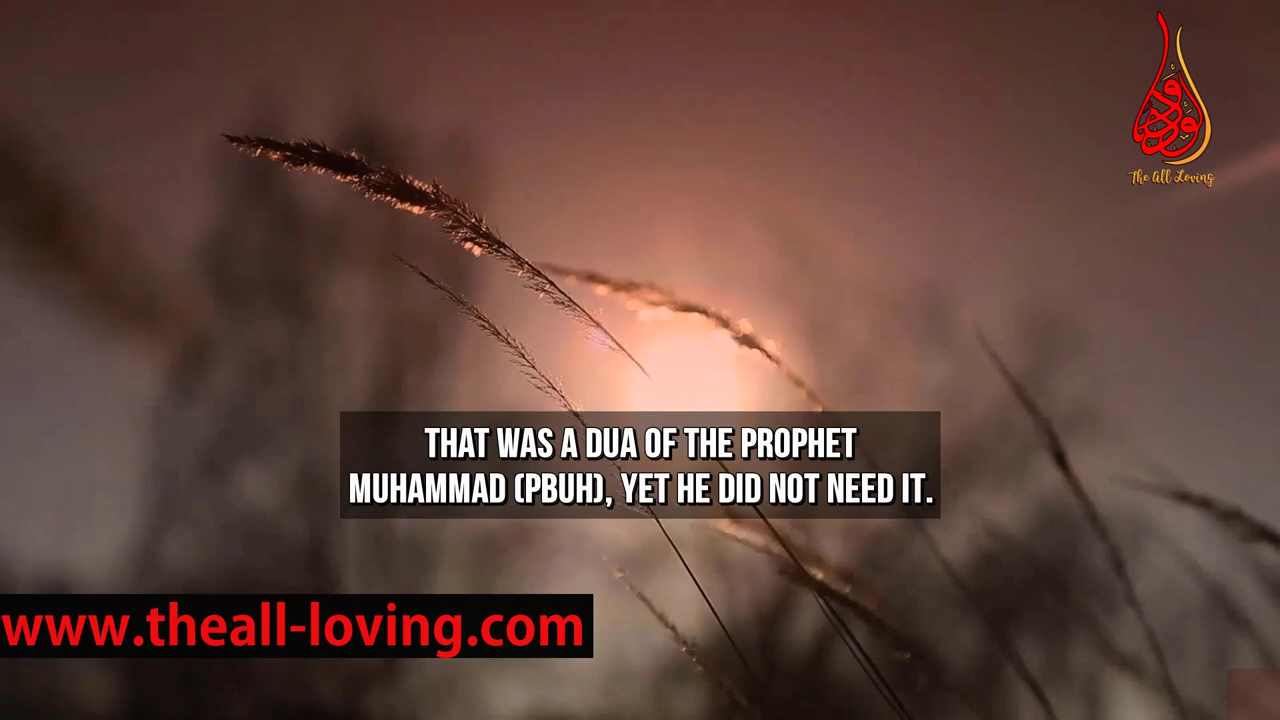 The All Loving
THAT WAS A DUA OF THE PROPHET
MUHAMMAD (PBUH), YET HE DID NOT NEED IT.
www.theall-loving.com